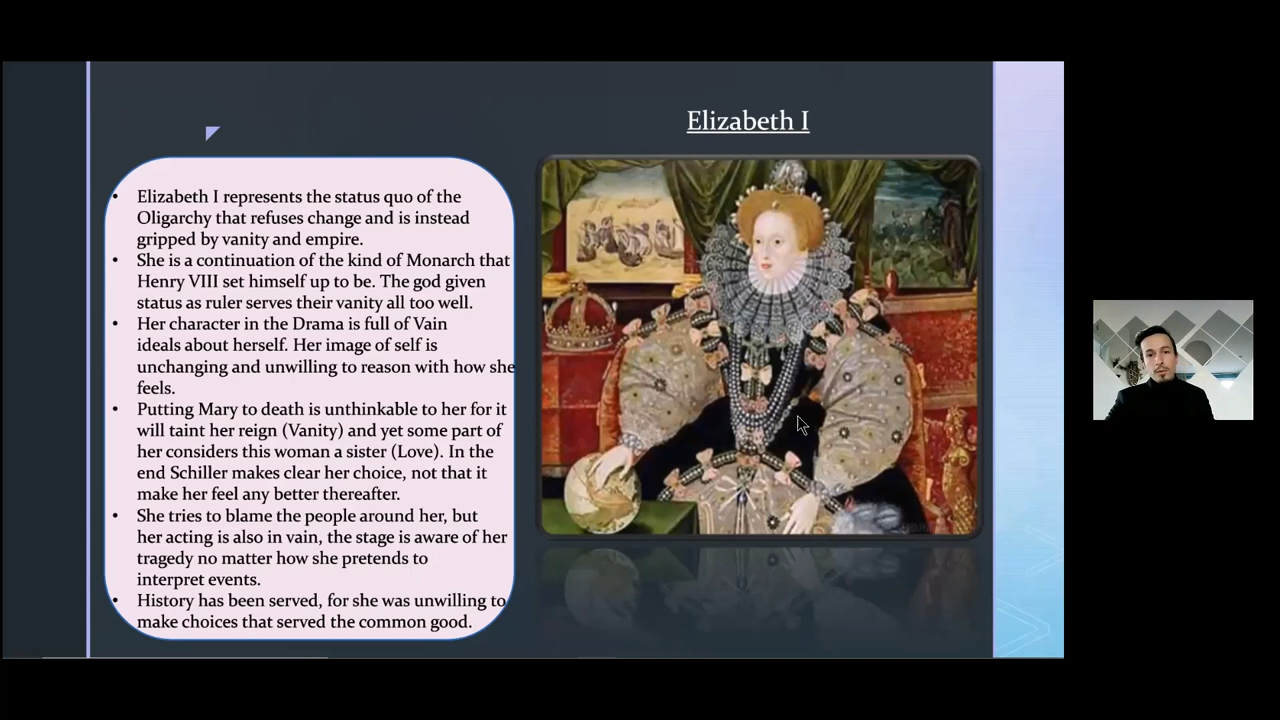 Elizabeth I
• Elizabeth I represents the status quo of the
Oligarchy that refuses change and is instead
gripped by vanity and empire.
• She is a continuation of the kind of Monarch that
Henry VIII set himself up to be. The god given
status as ruler serves their vanity all too well.
• Her character in the Drama is full of Vain
ideals about herself. Her image of self is
unchanging and unwilling to reason with how she
feels.
• Putting Mary to death is unthinkable to her for it
will taint her reign (Vanity) and yet some part of
her considers this woman a sister (Love). In the
end Schiller makes clear her choice, not that it
make her feel any better thereafter.
• She tries to blame the people around her, but
her acting is also in vain, the stage is aware of her
tragedy no matter how she pretends to
interpret events.
• History has been served, for she was unwilling to
make choices that served the common good.